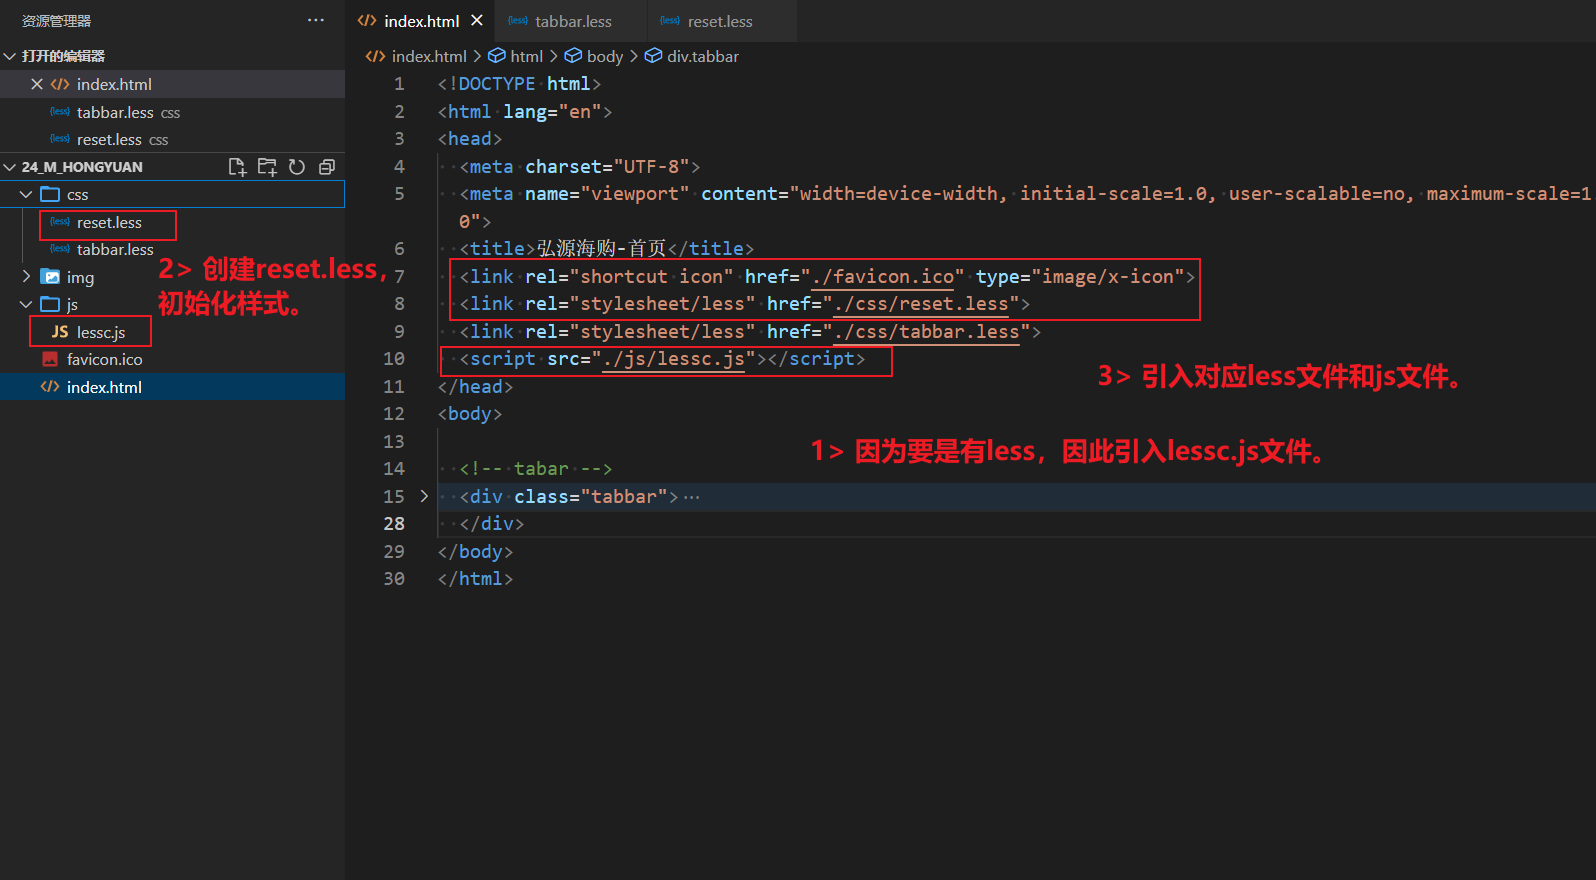 资源管理器 ···
打开的编辑器
index.html
tabbar.less css
reset.less css
24_M_HONGYUAN
css
reset.less
tabbar.less
img
js
JS lessc.js
favicon.ico
index.html
2> 创建reset.less，
初始化样式。
index.html tabbar.less reset.less
index.html > html > body > div.tabbar
1 <!DOCTYPE html>
2 <html lang="en">
3 <head>
4 <meta charset="UTF-8">
5 <meta name="viewport" content="width=device-width, initial-scale=1.0, user-scalable=no, maximum-scale=1
0">
6 <title>弘源海购-首页</title>
7 <link rel="shortcut icon" href="./favicon.ico" type="image/x-icon">
8 <link rel="stylesheet/less" href="./css/reset.less">
9 <link rel="stylesheet/less" href="./css/tabbar.less">
10 <script src="./js/lessc.js"></script>
3> 引入对应less文件和js文件。
11 </head>
12 <body>
13
1> 因为要是有less，因此引入lessc.js文件。
14 <!-- tabar -->
15 <div class="tabbar">···
28 </div>
29 </body>
30 </html>